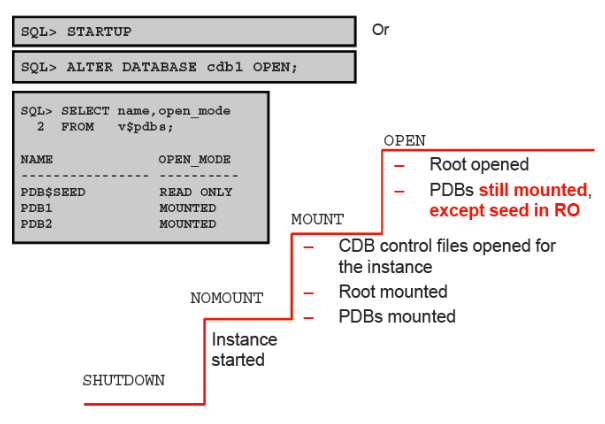 SQL> STARTUP
Or
SQL> ALTER DATABASE cdb1 OPEN;
SQL> SELECT name,open_mode
2 FROM v$pdbs;
NAME OPEN_MODE
----------------- ----------
PDB$SEED READ ONLY
PDB1 MOUNTED
PDB2 MOUNTED
OPEN
– Root opened
– PDBs still mounted,
except seed in RO
MOUNT
– CDB control files opened for
the instance
– Root mounted
– PDBs mounted
NOMOUNT
Instance
started
SHUTDOWN